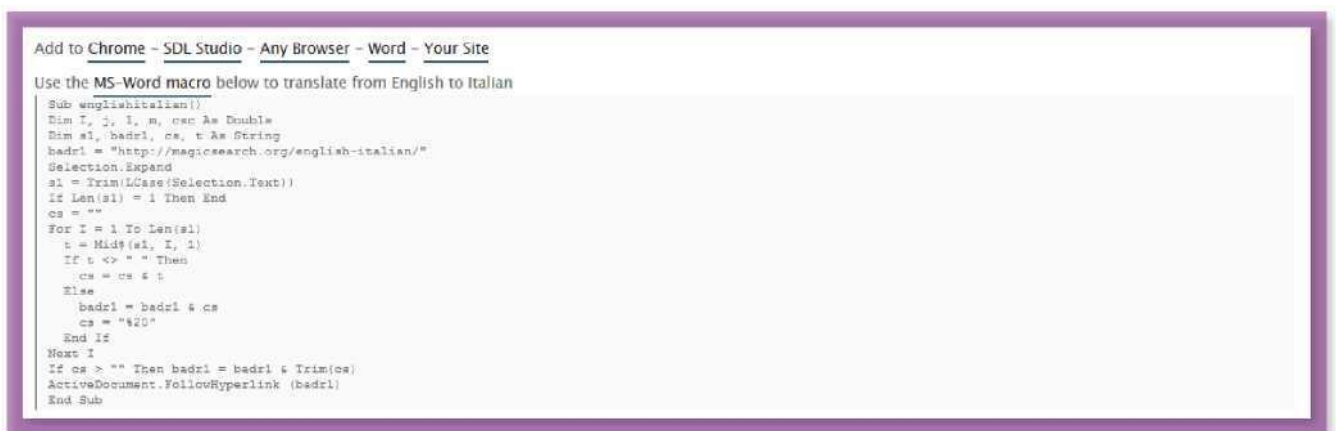 Add to Chrome – SDL Studio – Any Browser – Word – Your Site
Use the MS-Word macro below to translate from English to Italian
Sub englishitalian()
Dim I, j, l, m, csc As Double
Dim s1, badr1, cs, t As String
badr1 = "http://magicsearch.org/english-italian/"
Selection.Expand
s1 = Trim(LCase(Selection.Text))
If Len(s1) = 1 Then End
cs = ""
For I = 1 To Len(s1)
t = Mid$(s1, I, 1)
If t <> " " Then
cs = cs & t
Else
badr1 = badr1 & cs
cs = "%20"
End If
Next I
If cs > "" Then badr1 = badr1 & Trim(cs)
ActiveDocument.FollowHyperlink (badr1)
End Sub